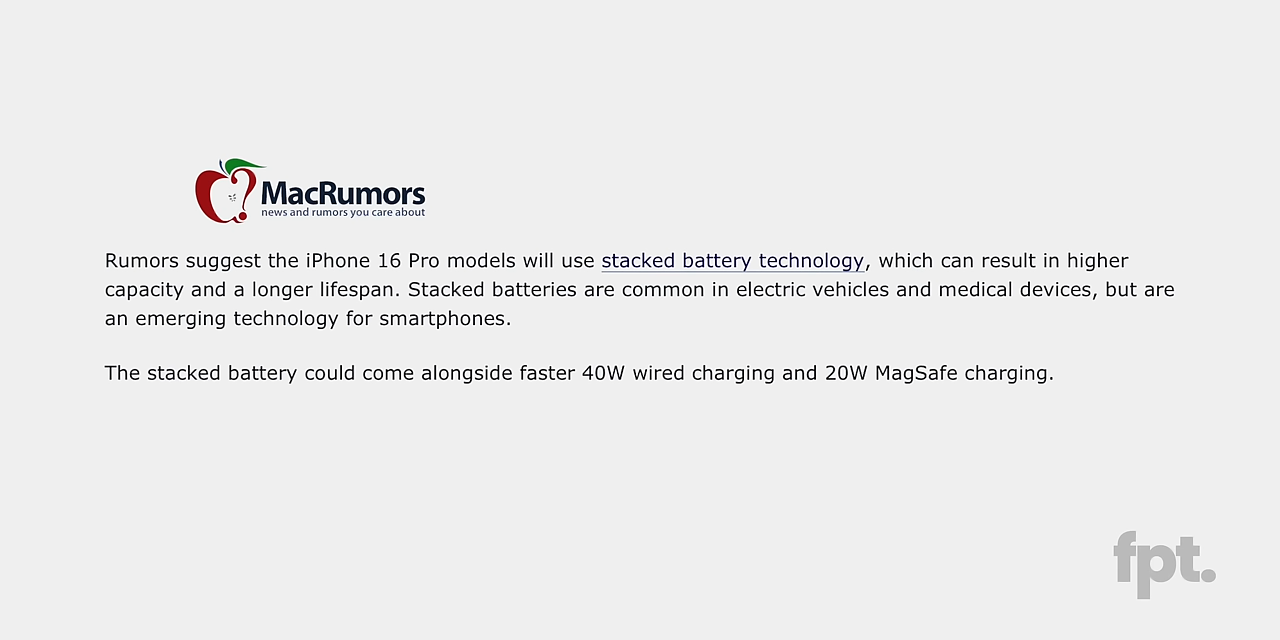 MacRumors
news and rumors you care about
Rumors suggest the iPhone 16 Pro models will use stacked battery technology, which can result in higher
capacity and a longer lifespan. Stacked batteries are common in electric vehicles and medical devices, but are
an emerging technology for smartphones.
The stacked battery could come alongside faster 40W wired charging and 20W MagSafe charging.
fpt.